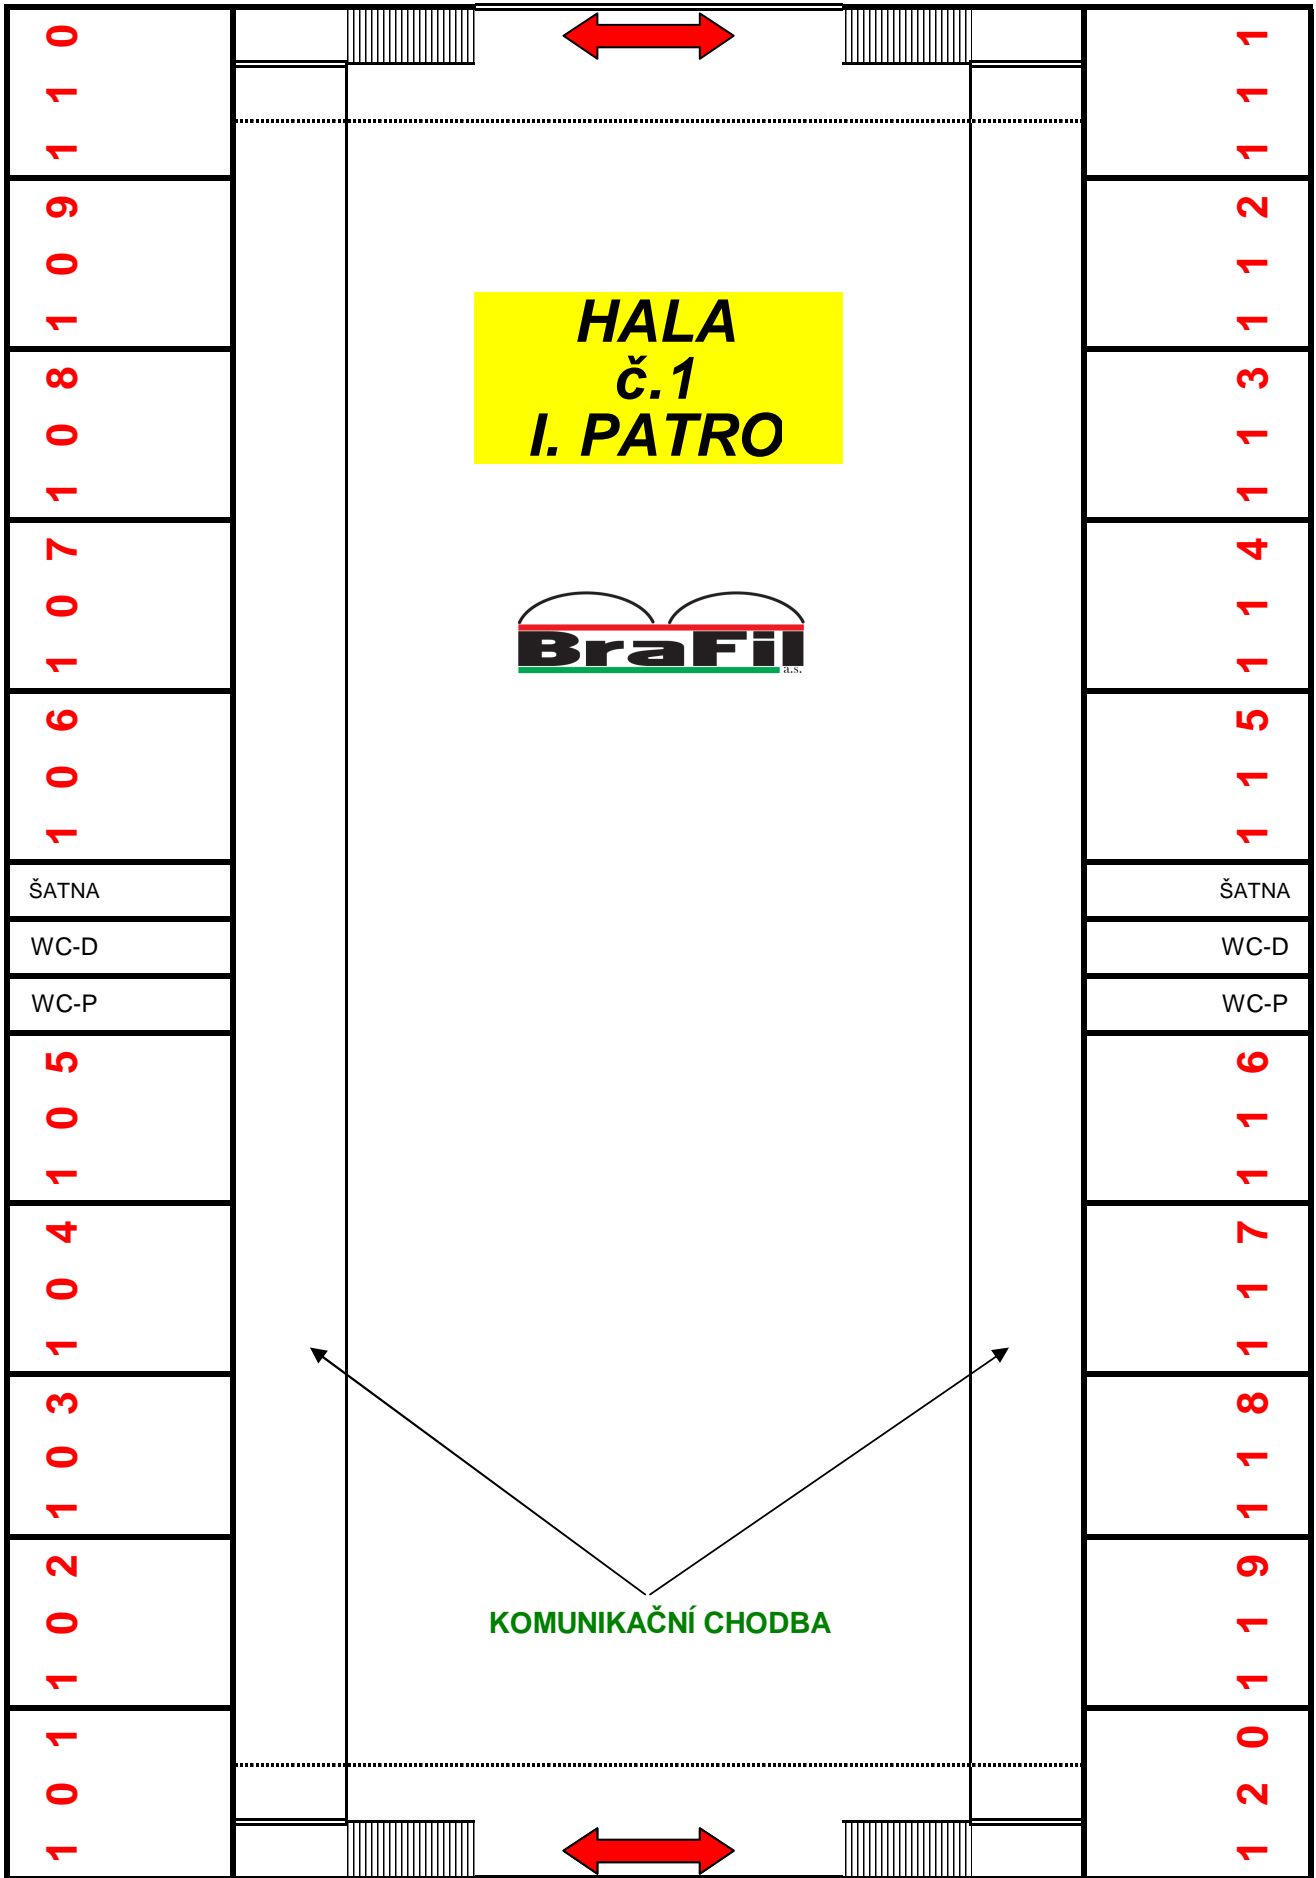 110
109
108
107
106
ŠATNA
WC-D
WC-P
105
104
103
102
101
HALA
č.1
I. PATRO
BraFil
a.s.
KOMUNIKAČNÍ CHODBA
111
112
113
114
115
ŠATNA
WC-D
WC-P
116
117
118
119
120